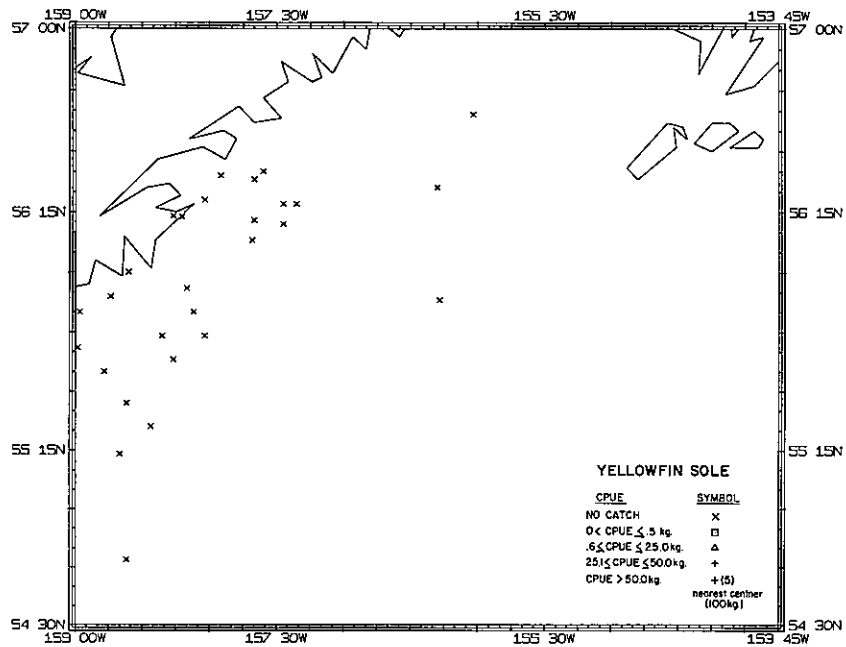 159 00W 157 30W 155 30W 153 45W
57 00N 57 00N
56 15N 56 15N
55 15N 55 15N
YELLOWFIN SOLE
CPUE SYMBOL
NO CATCH ×
0 < CPUE ≤ .5 kg. □
.6 ≤ CPUE ≤ 25.0kg. △
25.1 ≤ CPUE ≤ 50.0kg. +
CPUE > 50.0kg. +(5)
nearest centner
(100kg.)
54 30N 54 30N
159 00W 157 30W 155 30W 153 45W